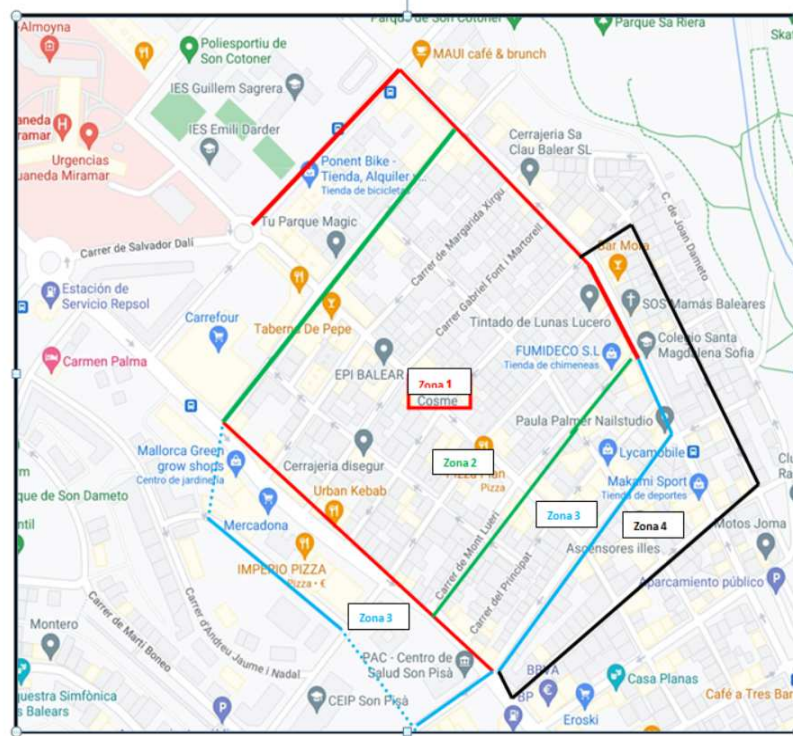 Almoyna
Parque de Son Cotoner
Parque Sa Riera
Poliesportiu de
Son Cotoner
MAUI café & brunch
IES Guillem Sagrera
IES Emili Darder
Urgencias
Cerrajeria Sa
Clau Balear SL
Ponent Bike -
Tienda, Alquiler y...
Tienda de bicicletas
Tu Parque Magic
Carrer de Salvador Dalí
Carrer de Margarida Xirgu
Carrer Gabriel Font I Martorell
C. de Joan Dameto
Bar Mora
Estación de
Servicio Repsol
Taberna De Pepe
SOS Mamás Baleares
Tintado de Lunas Lucero
Carrefour
Colegio Santa
Magdalena Sofia
FUMIDECO S.L
Tienda de chimeneas
Carmen Palma
EPI BALEAR
Zona 1
Cosme
Paula Palmer Nailstudio
Mallorca Green
grow shops
Centro de jardinería
Cerrajeria disegur
Zona 2
Pizza
Lycamobile
Makami Sport
Tienda de deportes
Urban Kebab
que de Son Dameto
Mercadona
Zona 3
Zona 4
Motos Joma
Ascensores illes
IMPERIO PIZZA
Pizza • €
Carrer de Mont Lueri
Carrer del Principat
Aparcamiento público
Carrer de Martí Boneo
Carrer d'Andreu Jaume i Nadal
Zona 3
Montero
PAC - Centro de
Salud Son Pisà
BBVA
Casa Planas
questra Simfònica
s Balears
CEIP Son Pisà
BP
Eroski
Café a Tres Bar